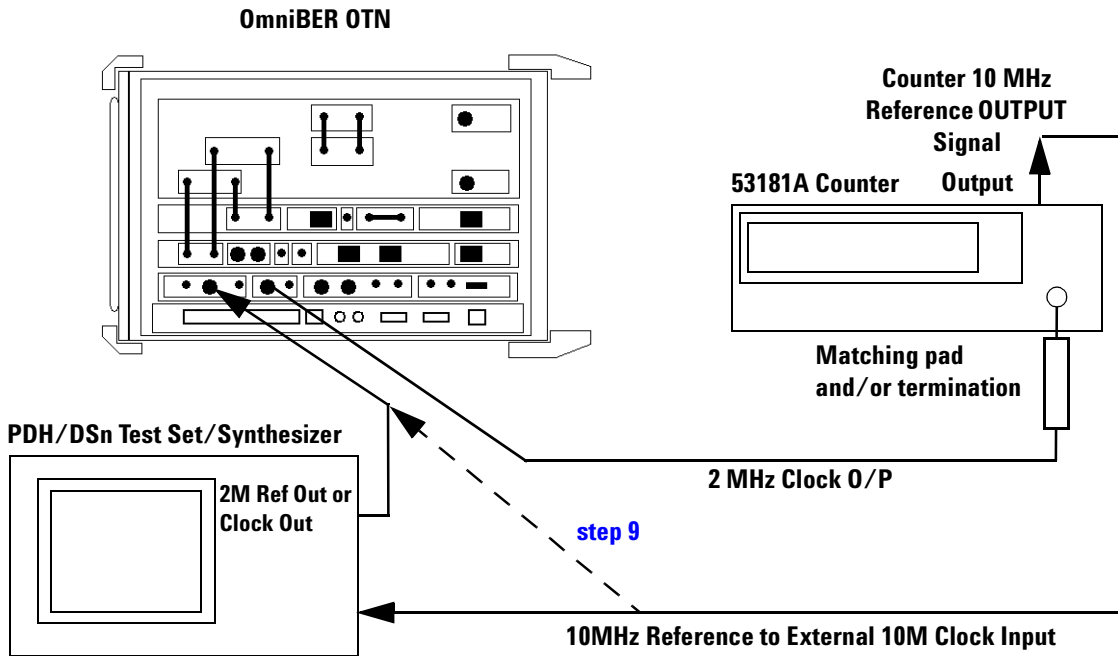 OmniBER OTN
Counter 10 MHz
Reference OUTPUT
Signal
53181A Counter
Output
Matching pad
and/or termination
PDH/DSn Test Set/Synthesizer
2M Ref Out or
Clock Out
2 MHz Clock O/P
step 9
10MHz Reference to External 10M Clock Input